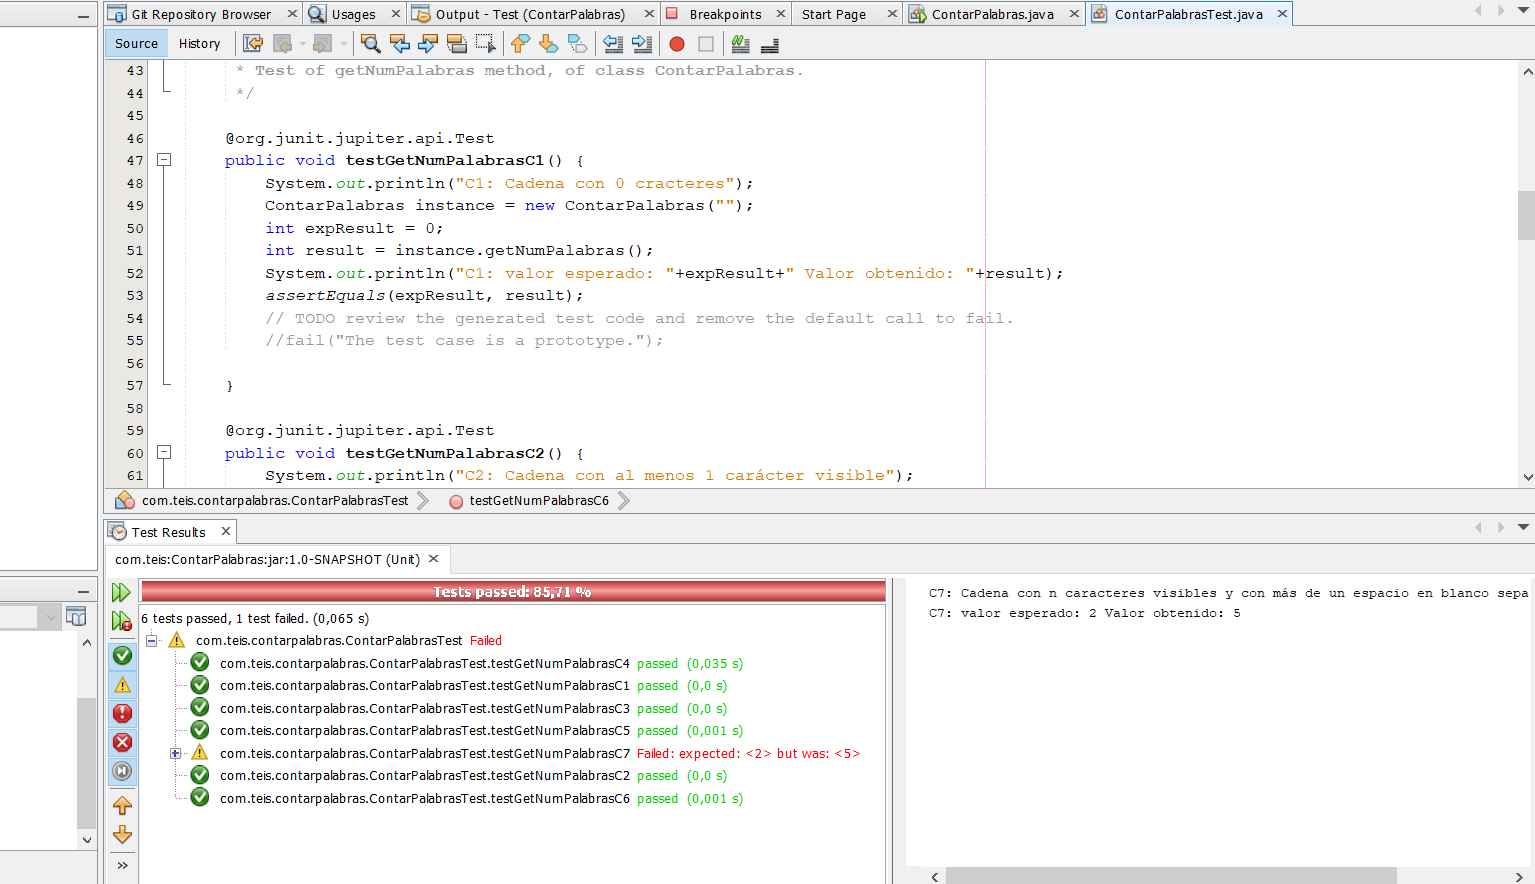 Git Repository Browser
Usages
Output - Test (ContarPalabras)
Breakpoints
Start Page
ContarPalabras.java
ContarPalabrasTest.java
Source
History
43 * Test of getNumPalabras method, of class ContarPalabras.
44 */
45
46 @org.junit.jupiter.api.Test
47 public void testGetNumPalabrasC1() {
48 System.out.println("C1: Cadena con 0 cracteres");
49 ContarPalabras instance = new ContarPalabras("");
50 int expResult = 0;
51 int result = instance.getNumPalabras();
52 System.out.println("C1: valor esperado: "+expResult+" Valor obtenido: "+result);
53 assertEquals(expResult, result);
54 // TODO review the generated test code and remove the default call to fail.
55 //fail("The test case is a prototype.");
56
57 }
58
59 @org.junit.jupiter.api.Test
60 public void testGetNumPalabrasC2() {
61 System.out.println("C2: Cadena con al menos 1 carácter visible");
com.teis.contarpalabras.ContarPalabrasTest
testGetNumPalabrasC6
Test Results
com.teis:ContarPalabras:jar:1.0-SNAPSHOT (Unit)
Tests passed: 85,71 %
6 tests passed, 1 test failed. (0,065 s)
com.teis.contarpalabras.ContarPalabrasTest Failed
com.teis.contarpalabras.ContarPalabrasTest.testGetNumPalabrasC4 passed (0,035 s)
com.teis.contarpalabras.ContarPalabrasTest.testGetNumPalabrasC1 passed (0,0 s)
com.teis.contarpalabras.ContarPalabrasTest.testGetNumPalabrasC3 passed (0,0 s)
com.teis.contarpalabras.ContarPalabrasTest.testGetNumPalabrasC5 passed (0,001 s)
com.teis.contarpalabras.ContarPalabrasTest.testGetNumPalabrasC7 Failed: expected: <2> but was: <5>
com.teis.contarpalabras.ContarPalabrasTest.testGetNumPalabrasC2 passed (0,0 s)
com.teis.contarpalabras.ContarPalabrasTest.testGetNumPalabrasC6 passed (0,001 s)
C7: Cadena con n caracteres visibles y con más de un espacio en blanco sepa
C7: valor esperado: 2 Valor obtenido: 5